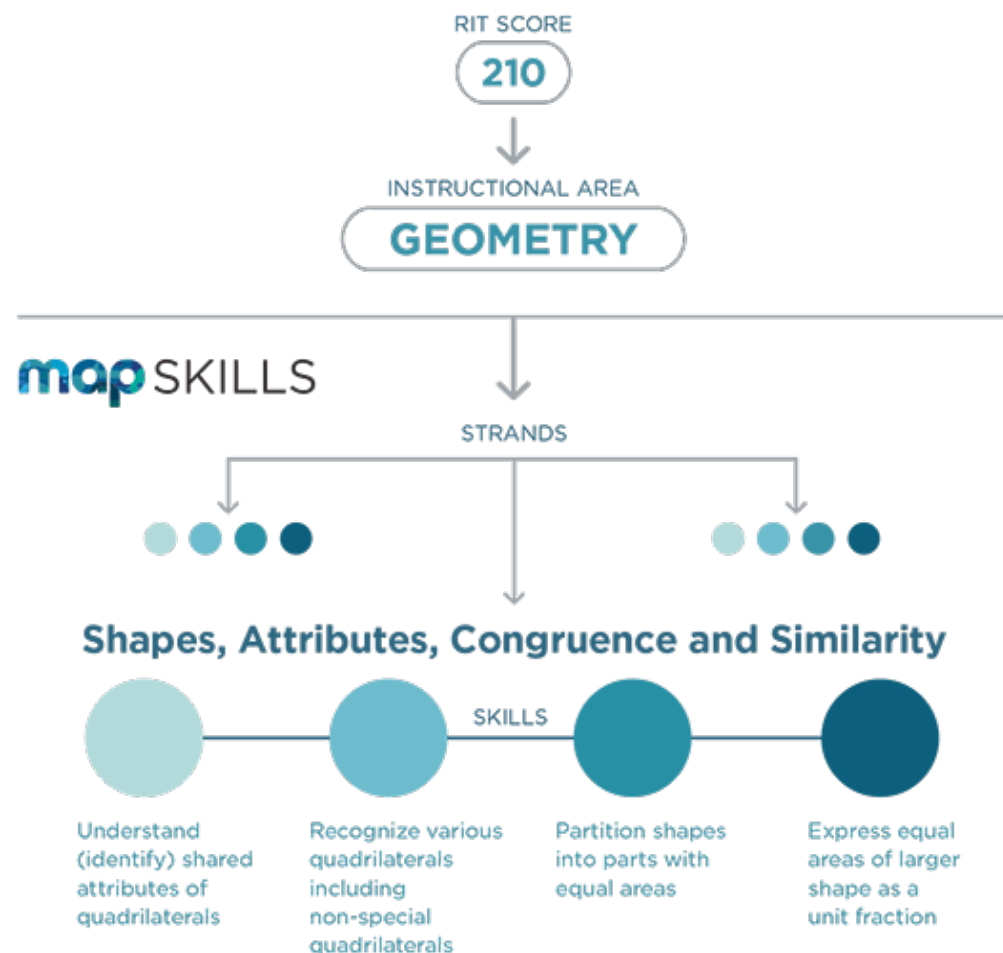 RIT SCORE
210
INSTRUCTIONAL AREA
GEOMETRY
map SKILLS
STRANDS
Shapes, Attributes, Congruence and Similarity
SKILLS
Understand
(identify) shared
attributes of
quadrilaterals
Recognize various
quadrilaterals
including
non-special
quadrilaterals
Partition shapes
into parts with
equal areas
Express equal
areas of larger
shape as a
unit fraction